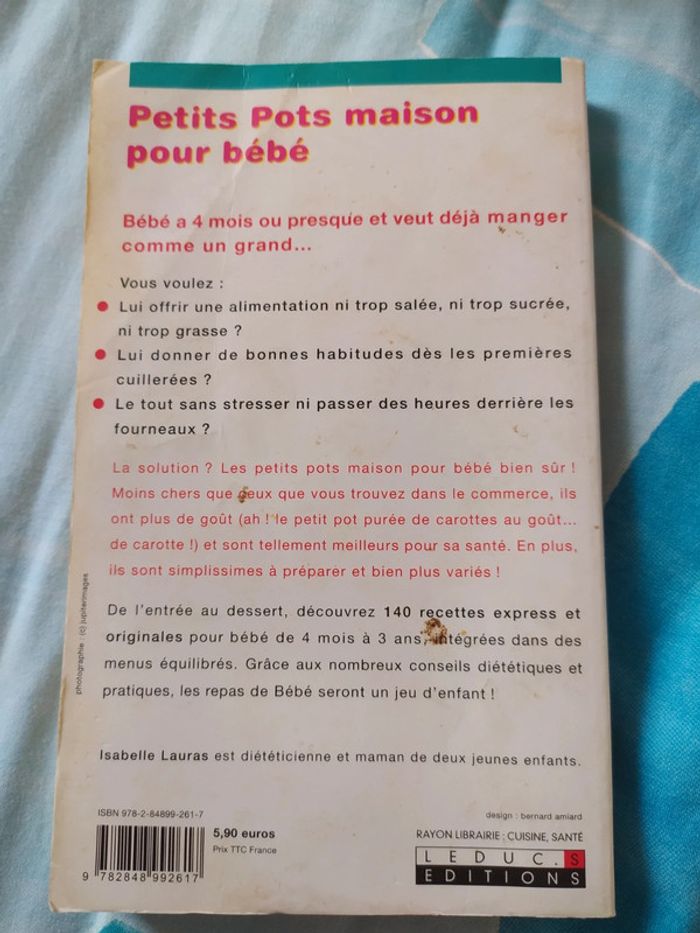 Petits Pots maison
pour bébé
Bébé a 4 mois ou presque et veut déjà manger
comme un grand...
Vous voulez :
• Lui offrir une alimentation ni trop salée, ni trop sucrée,
ni trop grasse ?
• Lui donner de bonnes habitudes dès les premières
cuillerées ?
• Le tout sans stresser ni passer des heures derrière les
fourneaux ?
La solution ? Les petits pots maison pour bébé bien sûr !
Moins chers que ceux que vous trouvez dans le commerce, ils
ont plus de goût (ah ! le petit pot purée de carottes au goût...
de carotte !) et sont tellement meilleurs pour sa santé. En plus,
ils sont simplissimes à préparer et bien plus variés !
De l'entrée au dessert, découvrez 140 recettes express et
originales pour bébé de 4 mois à 3 ans, intégrées dans des
menus équilibrés. Grâce aux nombreux conseils diététiques et
pratiques, les repas de Bébé seront un jeu d'enfant !
Isabelle Lauras est diététicienne et maman de deux jeunes enfants.
photographie : (c) jupiterimages
ISBN 978-2-84899-261-7
9 782848 992617
5,90 euros
Prix TTC France
design : bernard amiard
RAYON LIBRAIRIE : CUISINE, SANTÉ
LEDUC.S
EDITIONS